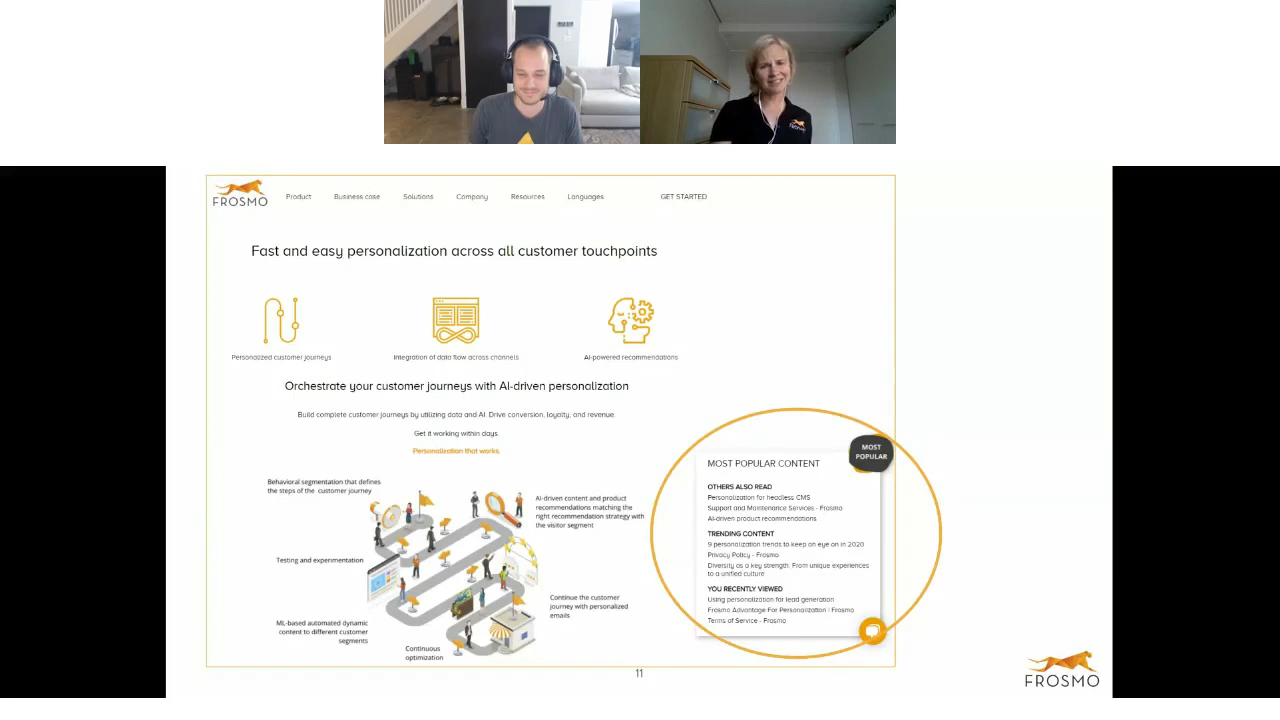 FROSMO
FROSMO
Product Business case Solutions Company Resources Languages GET STARTED
Fast and easy personalization across all customer touchpoints
Personalized customer journeys
Integration of data flow across channels
AI-powered recommendations
Orchestrate your customer journeys with AI-driven personalization
Build complete customer journeys by utilizing data and AI. Drive conversion, loyalty, and revenue.
Get it working within days.
Personalization that works.
Behavioral segmentation that defines
the steps of the customer journey
AI-driven content and product
recommendations matching the
right recommendation strategy with
the visitor segment
Testing and experimentation
Continue the customer
journey with personalized
emails
ML-based automated dynamic
content to different customer
segments
Continuous
optimization
MOST
POPULAR
MOST POPULAR CONTENT
OTHERS ALSO READ
Personalization for headless CMS
Support and Maintenance Services - Frosmo
AI-driven product recommendations
TRENDING CONTENT
9 personalization trends to keep an eye on in 2020
Privacy Policy - Frosmo
Diversity as a key strength: From unique experiences
to a unified culture
YOU RECENTLY VIEWED
Using personalization for lead generation
Frosmo Advantage For Personalization | Frosmo
Terms of Service - Frosmo
11
FROSMO